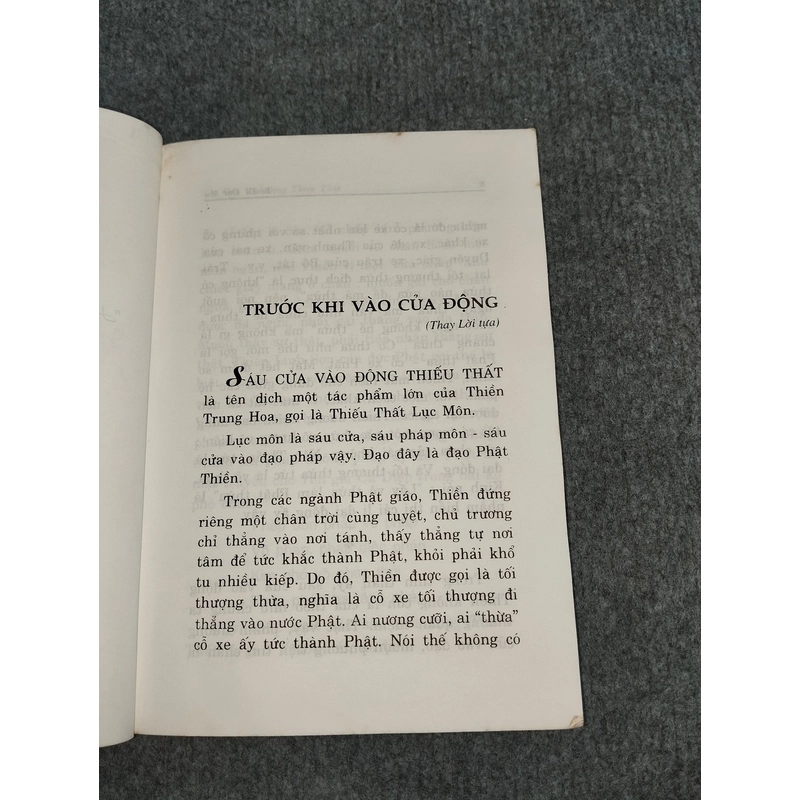 TRƯỚC KHI VÀO CỬA ĐỘNG
(Thay Lời tựa)
SÁU CỬA VÀO ĐỘNG THIẾU THẤT
là tên dịch một tác phẩm lớn của Thiền
Trung Hoa, gọi là Thiếu Thất Lục Môn.
Lục môn là sáu cửa, sáu pháp môn - sáu
cửa vào đạo pháp vậy. Đạo đây là đạo Phật
Thiền.
Trong các ngành Phật giáo, Thiền đứng
riêng một chân trời cùng tuyệt, chủ trương
chỉ thẳng vào nơi tánh, thấy thẳng tự nơi
tâm để tức khắc thành Phật, khỏi phải khổ
tu nhiều kiếp. Do đó, Thiền được gọi là tối
thượng thừa, nghĩa là cỗ xe tối thượng đi
thẳng vào nước Phật. Ai nương cưỡi, ai “thừa”
cỗ xe ấy tức thành Phật. Nói thế không có